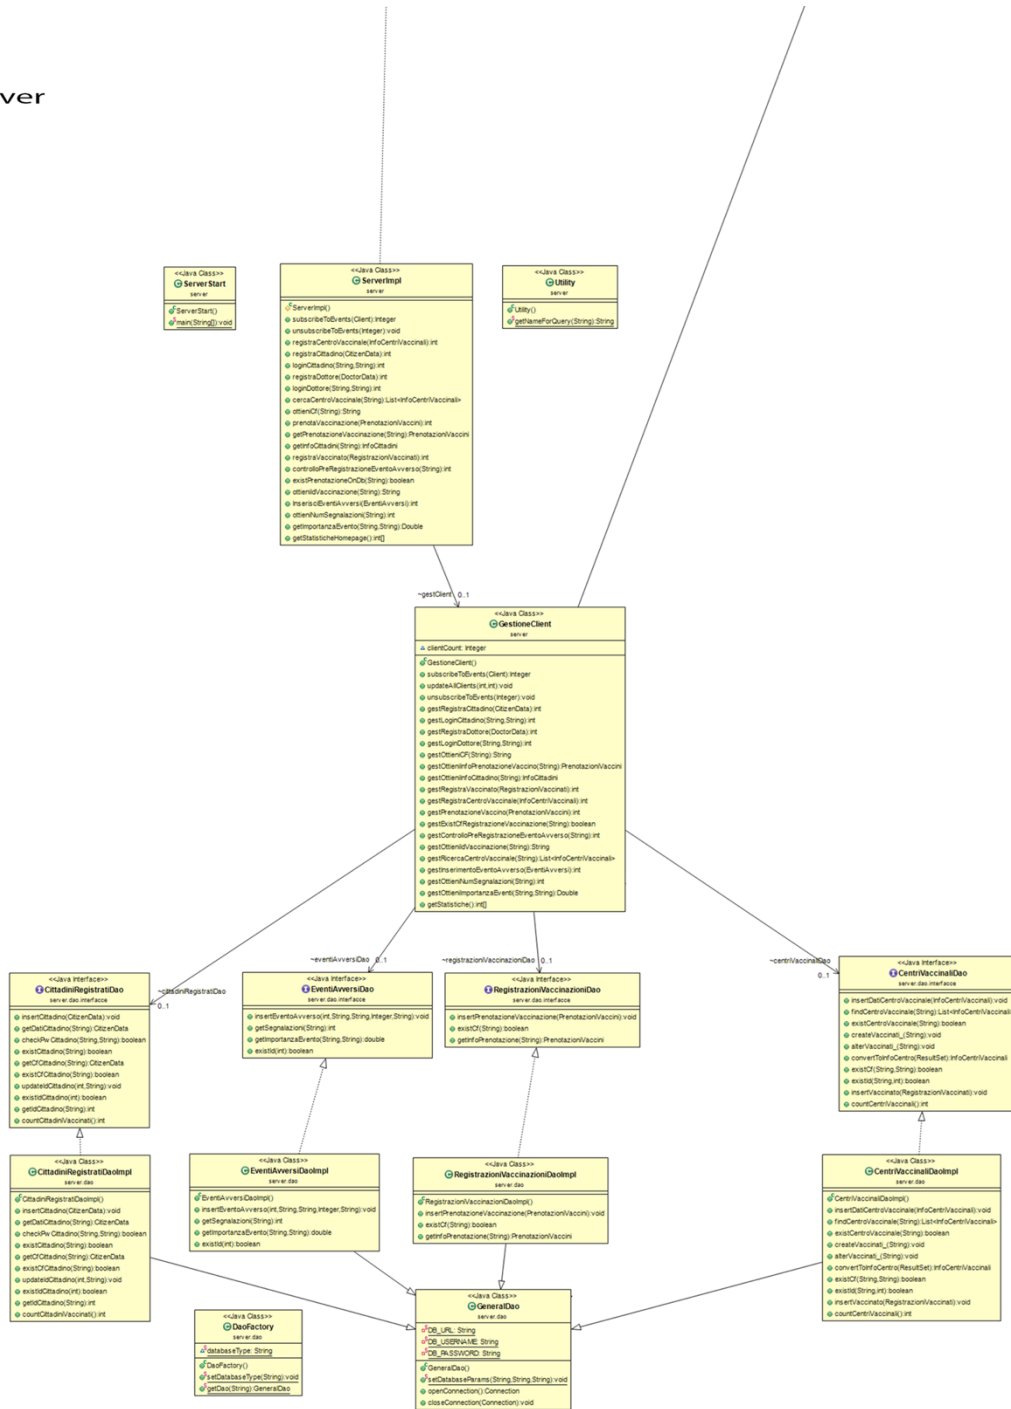 ver
<<Java Class>>
ServerStart
server
ServerStart()
main(String[]):void
<<Java Class>>
ServerImpl
server
ServerImpl()
subscribeToEvents(Client):Integer
unsubscribeToEvents(Integer):void
registraCentroVaccinale(InfoCentriVaccinali):int
registraCittadino(CitizenData):int
loginCittadino(String,String):int
registraDottore(DoctorData):int
loginDottore(String,String):int
cercaCentroVaccinale(String):List<InfoCentriVaccinali>
ottieniCf(String):String
prenotaVaccinazione(PrenotazioniVaccini):int
getPrenotazioneVaccinazione(String):PrenotazioniVaccini
getInfoCittadini(String):InfoCittadini
registraVaccinato(RegistrazioniVaccinati):int
controlloPreRegistrazioneEventoAvverso(String):int
existPrenotazioneOnDb(String):boolean
ottieniIdVaccinazione(String):String
inserisciEventiAvversi(EventiAvversi):int
ottieniNumSegnalazioni(String):int
getImportanzaEvento(String,String):Double
getStatisticheHomepage():int[]
<<Java Class>>
Utility
server
Utility()
getNameForQuery(String):String
~gestClient 0..1
<<Java Class>>
GestioneClient
server
clientCount: Integer
GestioneClient()
subscribeToEvents(Client):Integer
updateAllClients(int,int):void
unsubscribeToEvents(Integer):void
gestRegistraCittadino(CitizenData):int
gestLoginCittadino(String,String):int
gestRegistraDottore(DoctorData):int
gestLoginDottore(String,String):int
gestOttieniCF(String):String
gestOttieniInfoPrenotazioneVaccino(String):PrenotazioniVaccini
gestOttieniInfoCittadino(String):InfoCittadini
gestRegistraVaccinato(RegistrazioniVaccinati):int
gestRegistraCentroVaccinale(InfoCentriVaccinali):int
gestPrenotazioneVaccino(PrenotazioniVaccini):int
gestExistCfRegistrazioneVaccinazione(String):boolean
gestControlloPreRegistrazioneEventoAvverso(String):int
gestOttieniIdVaccinazione(String):String
gestRicercaCentroVaccinale(String):List<InfoCentriVaccinali>
gestInserimentoEventoAvverso(EventiAvversi):int
gestOttieniNumSegnalazioni(String):int
gestOttieniImportanzaEventi(String,String):Double
getStatistiche():int[]
~cittadiniRegistratiDao
0..1
~eventiAvversiDao 0..1
~registrazioniVaccinazioniDao 0..1
~centriVaccinaliDao
0..1
<<Java Interface>>
CittadiniRegistratiDao
server.dao.interfacce
insertCittadino(CitizenData):void
getDatiCittadino(String):CitizenData
checkPwCittadino(String,String):boolean
existCittadino(String):boolean
getCfCittadino(String):CitizenData
existCfCittadino(String):boolean
updateIdCittadino(int,String):void
existIdCittadino(int):boolean
getIdCittadino(String):int
countCittadiniVaccinati():int
<<Java Interface>>
EventiAvversiDao
server.dao.interfacce
insertEventoAvverso(int,String,String,Integer,String):void
getSegnalazioni(String):int
getImportanzaEvento(String,String):double
existId(int):boolean
<<Java Interface>>
RegistrazioniVaccinazioniDao
server.dao.interfacce
insertPrenotazioneVaccinazione(PrenotazioniVaccini):void
existCf(String):boolean
getInfoPrenotazione(String):PrenotazioniVaccini
<<Java Interface>>
CentriVaccinaliDao
server.dao.interfacce
insertDatiCentroVaccinale(InfoCentriVaccinali):void
findCentroVaccinale(String):List<InfoCentriVaccinali
existCentroVaccinale(String):boolean
createVaccinati_(String):void
alterVaccinati_(String):void
convertToInfoCentro(ResultSet):InfoCentriVaccinali
existCf(String,String):boolean
existId(String,int):boolean
insertVaccinato(RegistrazioniVaccinati):void
countCentriVaccinali():int
<<Java Class>>
CittadiniRegistratiDaoImpl
server.dao
CittadiniRegistratiDaoImpl()
insertCittadino(CitizenData):void
getDatiCittadino(String):CitizenData
checkPwCittadino(String,String):boolean
existCittadino(String):boolean
getCfCittadino(String):CitizenData
existCfCittadino(String):boolean
updateIdCittadino(int,String):void
existIdCittadino(int):boolean
getIdCittadino(String):int
countCittadiniVaccinati():int
<<Java Class>>
EventiAvversiDaoImpl
server.dao
EventiAvversiDaoImpl()
insertEventoAvverso(int,String,String,Integer,String):void
getSegnalazioni(String):int
getImportanzaEvento(String,String):double
existId(int):boolean
<<Java Class>>
RegistrazioniVaccinazioniDaoImpl
server.dao
RegistrazioniVaccinazioniDaoImpl()
insertPrenotazioneVaccinazione(PrenotazioniVaccini):void
existCf(String):boolean
getInfoPrenotazione(String):PrenotazioniVaccini
<<Java Class>>
CentriVaccinaliDaoImpl
server.dao
CentriVaccinaliDaoImpl()
insertDatiCentroVaccinale(InfoCentriVaccinali):void
findCentroVaccinale(String):List<InfoCentriVaccinali>
existCentroVaccinale(String):boolean
createVaccinati_(String):void
alterVaccinati_(String):void
convertToInfoCentro(ResultSet):InfoCentriVaccinali
existCf(String,String):boolean
existId(String,int):boolean
insertVaccinato(RegistrazioniVaccinati):void
countCentriVaccinali():int
<<Java Class>>
DaoFactory
server.dao
databaseType: String
DaoFactory()
setDatabaseType(String):void
getDao(String):GeneralDao
<<Java Class>>
GeneralDao
server.dao
DB_URL: String
DB_USERNAME: String
DB_PASSWORD: String
GeneralDao()
setDatabaseParams(String,String,String):void
openConnection():Connection
closeConnection(Connection):void